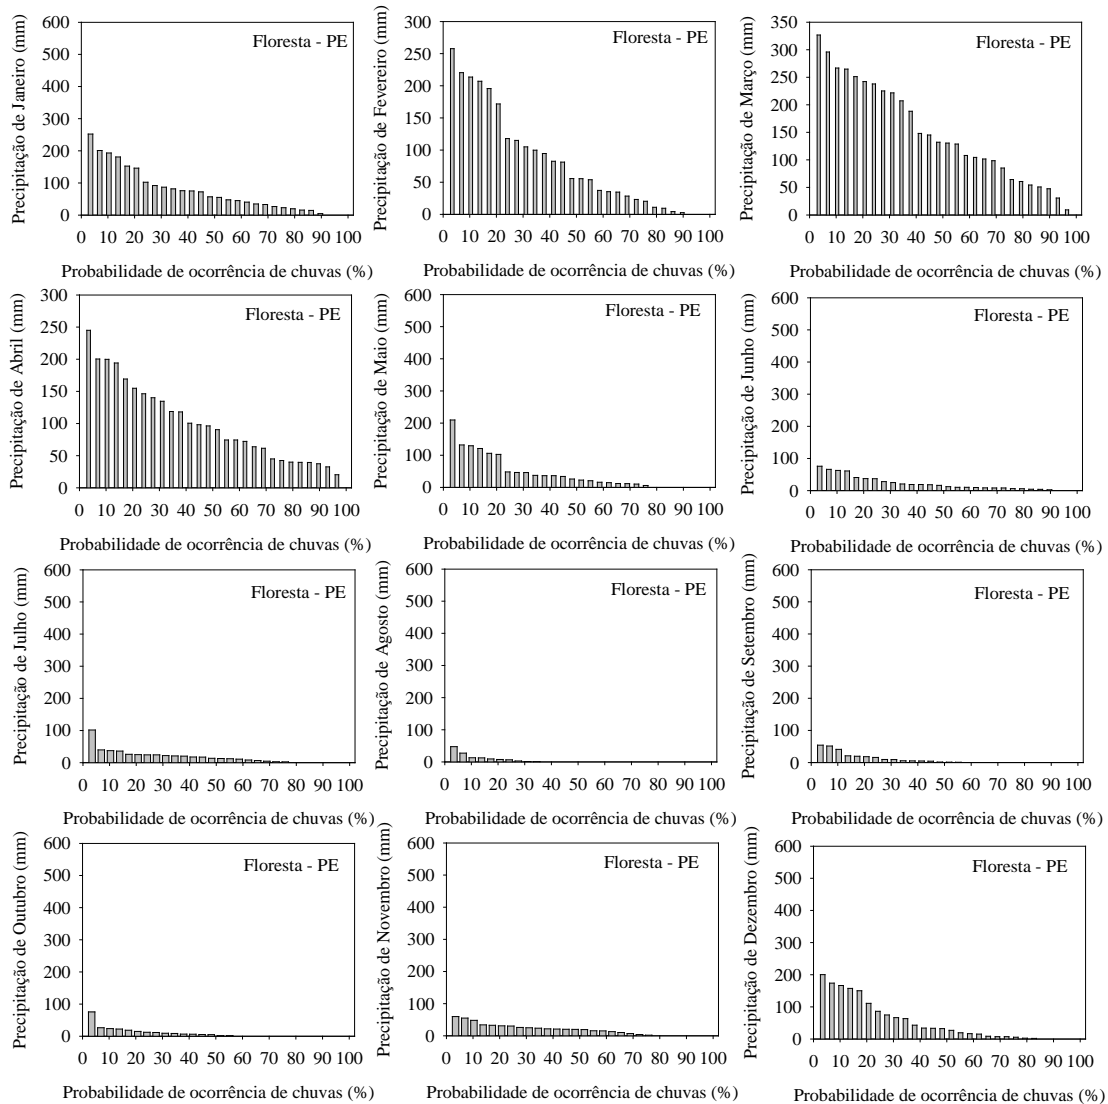 Precipitação de Janeiro (mm)
600
500
400
300
200
100
0
Floresta - PE
0 10 20 30 40 50 60 70 80 90 100
Probabilidade de ocorrência de chuvas (%)
Precipitação de Fevereiro (mm)
300
250
200
150
100
50
0
Floresta - PE
0 10 20 30 40 50 60 70 80 90 100
Probabilidade de ocorrência de chuvas (%)
Precipitação de Março (mm)
350
300
250
200
150
100
50
0
Floresta - PE
0 10 20 30 40 50 60 70 80 90 100
Probabilidade de ocorrência de chuvas (%)
Precipitação de Abril (mm)
300
250
200
150
100
50
0
Floresta - PE
0 10 20 30 40 50 60 70 80 90 100
Probabilidade de ocorrência de chuvas (%)
Precipitação de Maio (mm)
600
500
400
300
200
100
0
Floresta - PE
0 10 20 30 40 50 60 70 80 90 100
Probabilidade de ocorrência de chuvas (%)
Precipitação de Junho (mm)
600
500
400
300
200
100
0
Floresta - PE
0 10 20 30 40 50 60 70 80 90 100
Probabilidade de ocorrência de chuvas (%)
Precipitação de Julho (mm)
600
500
400
300
200
100
0
Floresta - PE
0 10 20 30 40 50 60 70 80 90 100
Probabilidade de ocorrência de chuvas (%)
Precipitação de Agosto (mm)
600
500
400
300
200
100
0
Floresta - PE
0 10 20 30 40 50 60 70 80 90 100
Probabilidade de ocorrência de chuvas (%)
Precipitação de Setembro (mm)
600
500
400
300
200
100
0
Floresta - PE
0 10 20 30 40 50 60 70 80 90 100
Probabilidade de ocorrência de chuvas (%)
Precipitação de Outubro (mm)
600
500
400
300
200
100
0
Floresta - PE
0 10 20 30 40 50 60 70 80 90 100
Probabilidade de ocorrência de chuvas (%)
Precipitação de Novembro (mm)
600
500
400
300
200
100
0
Floresta - PE
0 10 20 30 40 50 60 70 80 90 100
Probabilidade de ocorrência de chuvas (%)
Precipitação de Dezembro (mm)
600
500
400
300
200
100
0
Floresta - PE
0 10 20 30 40 50 60 70 80 90 100
Probabilidade de ocorrência de chuvas (%)